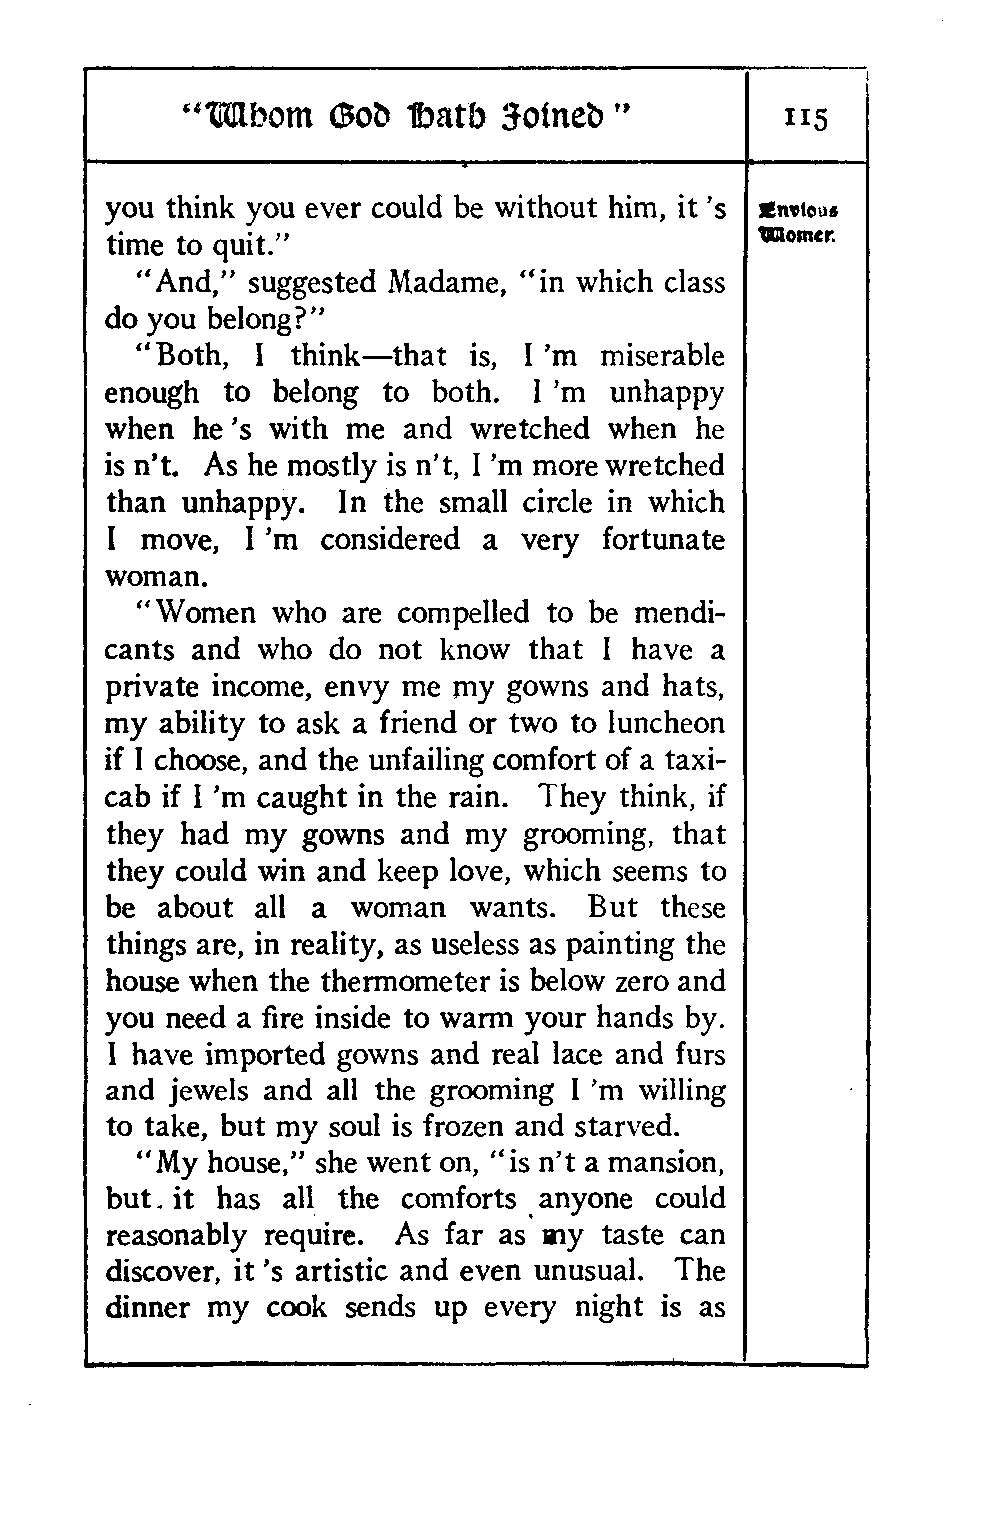 "Whom God Hath Joined" 115
you think you ever could be without him, it 's
time to quit."
Envious
Women
"And," suggested Madame, "in which class
do you belong?"
"Both, I think—that is, I 'm miserable
enough to belong to both. I 'm unhappy
when he 's with me and wretched when he
is n't. As he mostly is n't, I 'm more wretched
than unhappy. In the small circle in which
I move, I 'm considered a very fortunate
woman.
"Women who are compelled to be mendi-
cants and who do not know that I have a
private income, envy me my gowns and hats,
my ability to ask a friend or two to luncheon
if I choose, and the unfailing comfort of a taxi-
cab if I 'm caught in the rain. They think, if
they had my gowns and my grooming, that
they could win and keep love, which seems to
be about all a woman wants. But these
things are, in reality, as useless as painting the
house when the thermometer is below zero and
you need a fire inside to warm your hands by.
I have imported gowns and real lace and furs
and jewels and all the grooming I 'm willing
to take, but my soul is frozen and starved.
"My house," she went on, "is n't a mansion,
but it has all the comforts anyone could
reasonably require. As far as my taste can
discover, it 's artistic and even unusual. The
dinner my cook sends up every night is as